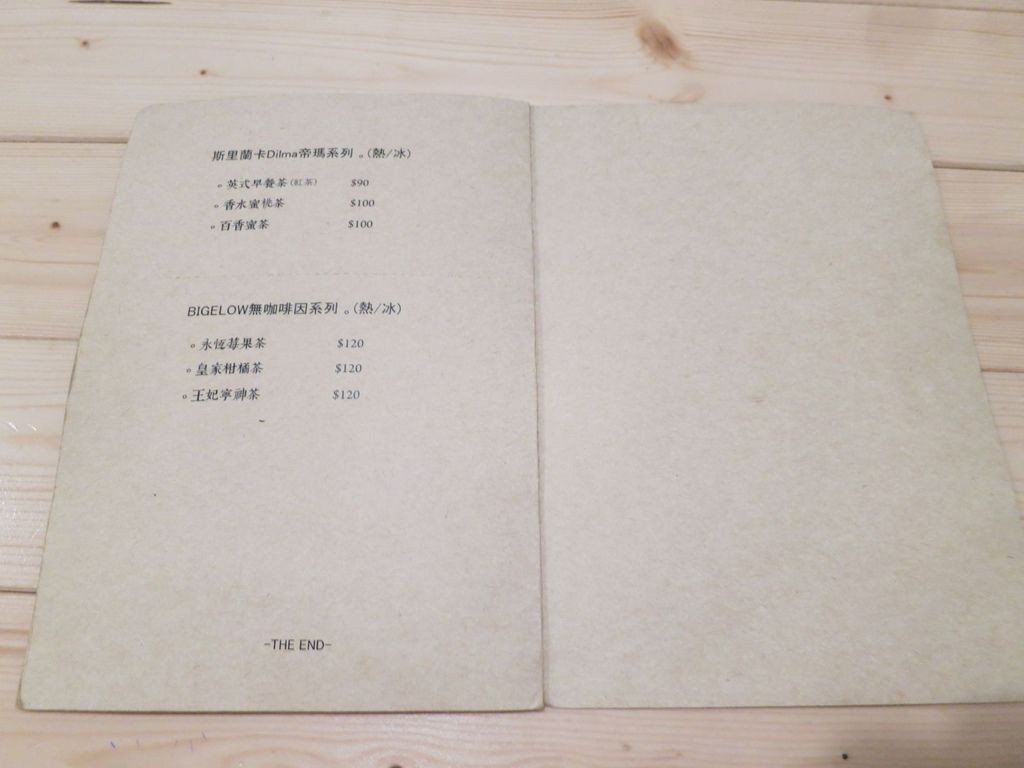 斯里蘭卡Dilma帝瑪系列。(熱/冰)
。英式早餐茶(紅茶) $90
。香水蜜桃茶 $100
。百香蜜茶 $100
BIGELOW無咖啡因系列。(熱/冰)
。永恆莓果茶 $120
。皇家柑橘茶 $120
。王妃寧神茶 $120
-THE END-